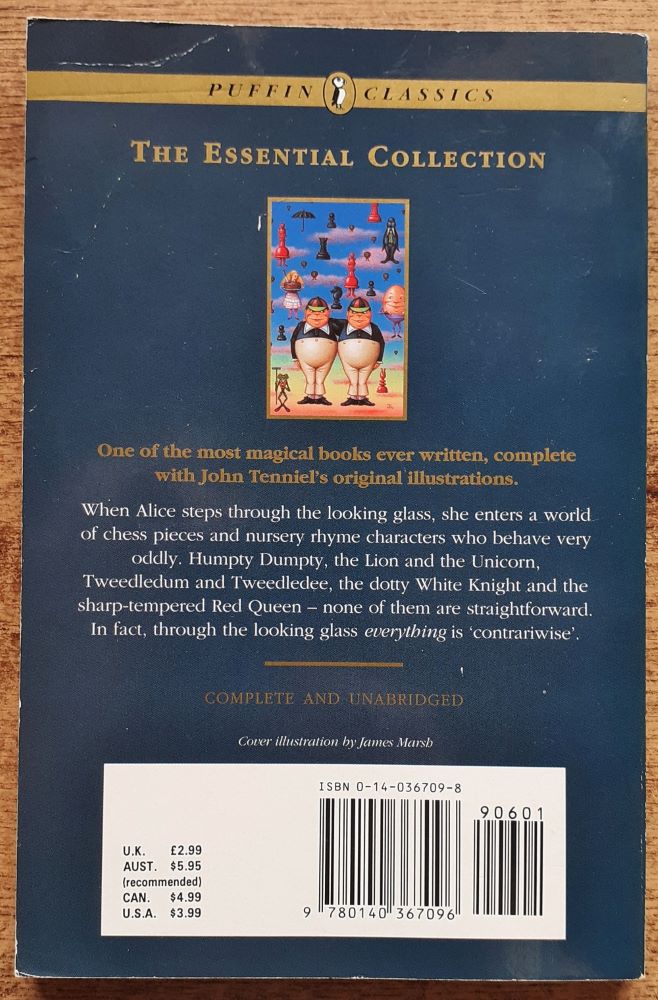 PUFFIN CLASSICS
THE ESSENTIAL COLLECTION
One of the most magical books ever written, complete
with John Tenniel's original illustrations.
When Alice steps through the looking glass, she enters a world
of chess pieces and nursery rhyme characters who behave very
oddly. Humpty Dumpty, the Lion and the Unicorn,
Tweedledum and Tweedledee, the dotty White Knight and the
sharp-tempered Red Queen – none of them are straightforward.
In fact, through the looking glass everything is 'contrariwise'.
COMPLETE AND UNABRIDGED
Cover illustration by James Marsh
ISBN 0-14-036709-8
90601
U.K. £2.99
AUST. $5.95
(recommended)
CAN. $4.99
U.S.A. $3.99
9 780140 367096